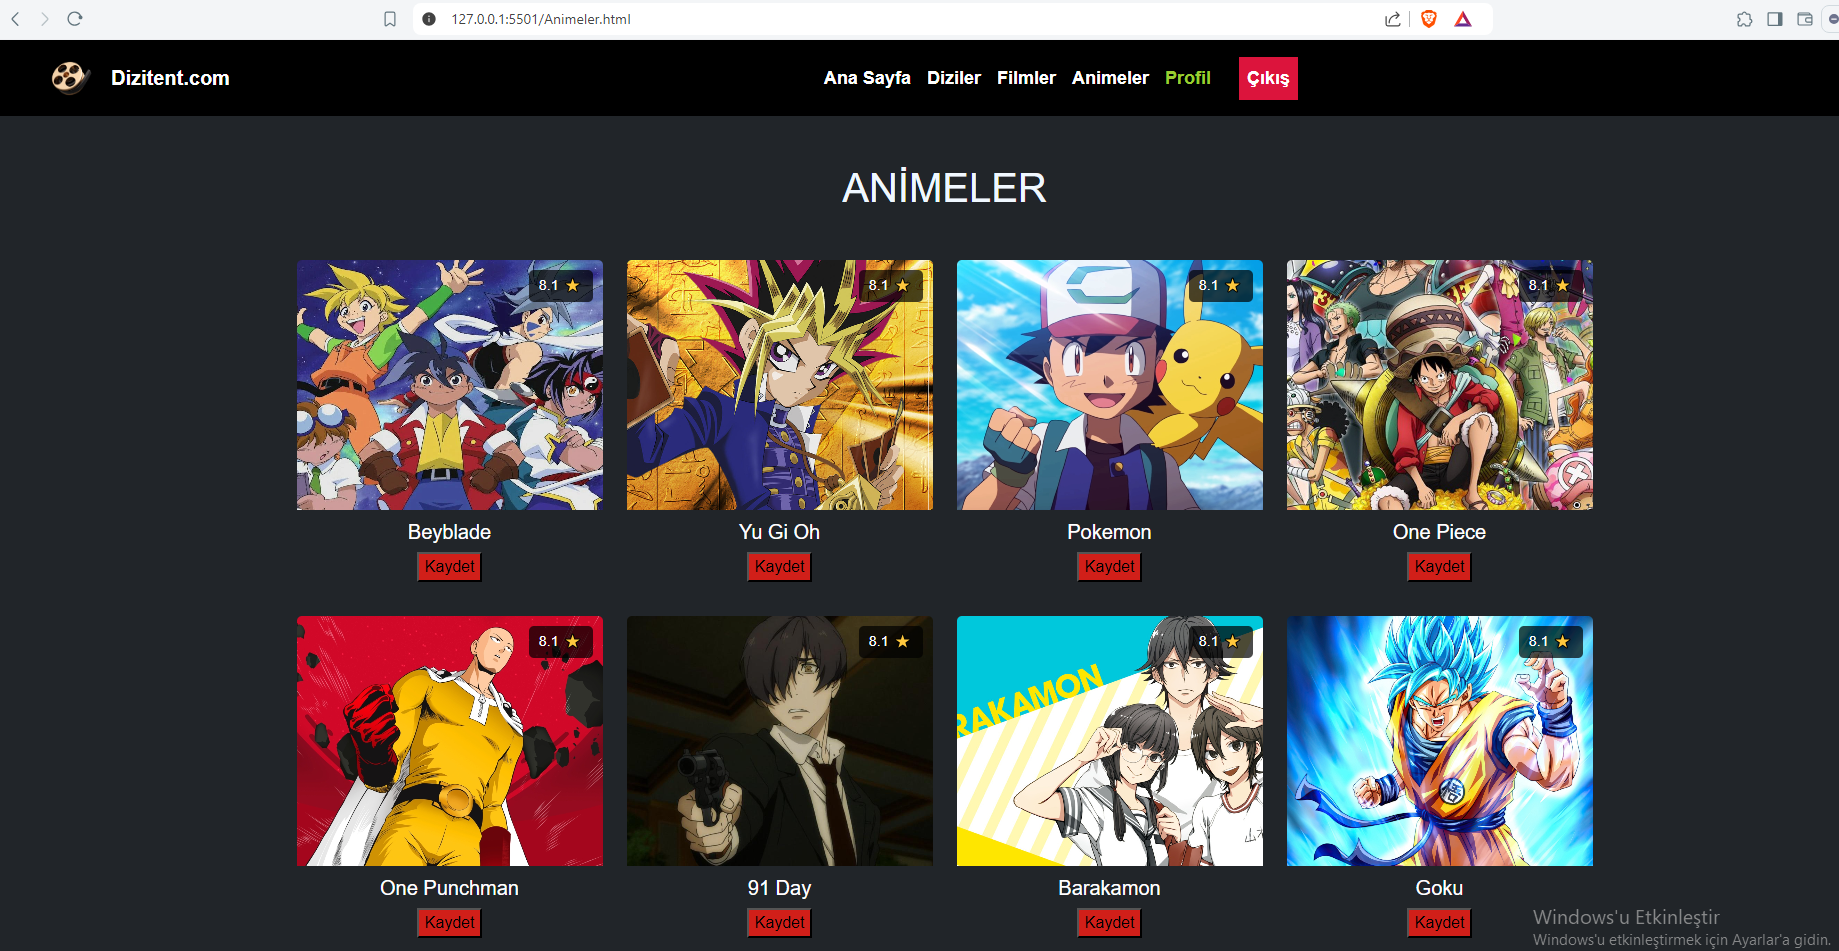 127.0.0.1:5501/Animeler.html
Dizitent.com
Ana Sayfa Diziler Filmler Animeler Profil Çıkış
ANİMELER
8.1 ★ 8.1 ★ 8.1 ★ 8.1 ★
Beyblade Yu Gi Oh Pokemon One Piece
Kaydet Kaydet Kaydet Kaydet
8.1 ★ 8.1 ★ 8.1 ★ 8.1 ★
RAKAMON
One Punchman 91 Day Barakamon Goku
Kaydet Kaydet Kaydet Kaydet
Windows'u Etkinleştir
Windows'u etkinleştirmek için Ayarlar'a gidin.